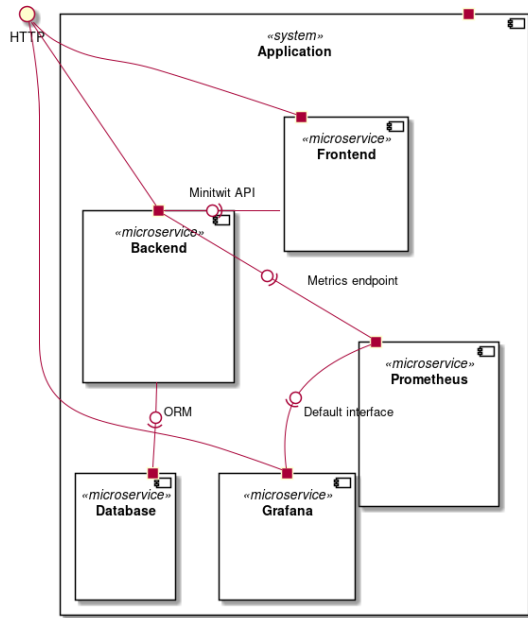 HTTP
«system»
Application
«microservice»
Frontend
Minitwit API
«microservice»
Backend
Metrics endpoint
«microservice»
Prometheus
Default interface
ORM
«microservice»
Database
«microservice»
Grafana